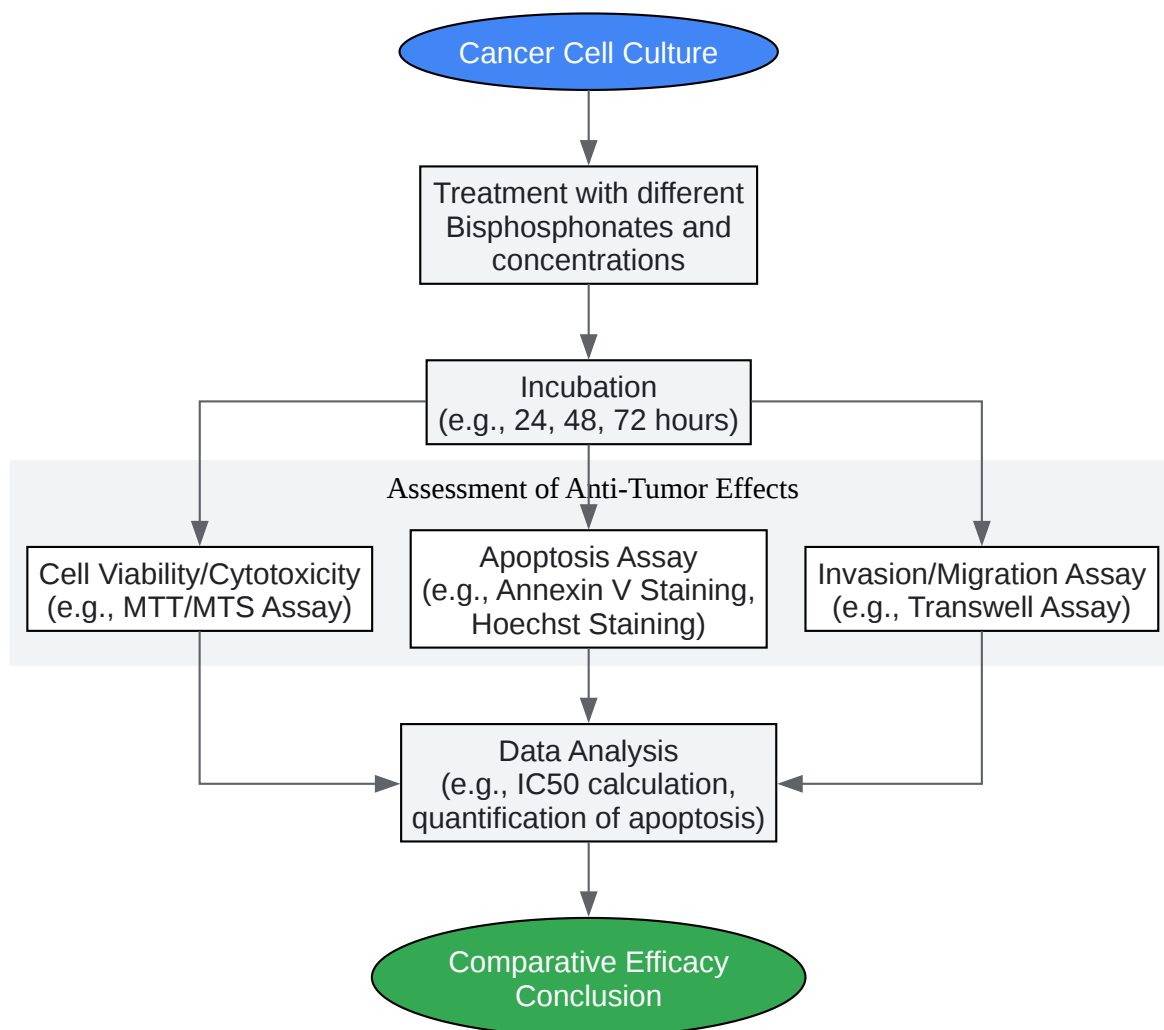 Cancer Cell Culture
Treatment with different
Bisphosphonates and
concentrations
Incubation
(e.g., 24, 48, 72 hours)
Assessment of Anti-Tumor Effects
Cell Viability/Cytotoxicity
(e.g., MTT/MTS Assay)
Apoptosis Assay
(e.g., Annexin V Staining,
Hoechst Staining)
Invasion/Migration Assay
(e.g., Transwell Assay)
Data Analysis
(e.g., IC50 calculation,
quantification of apoptosis)
Comparative Efficacy
Conclusion